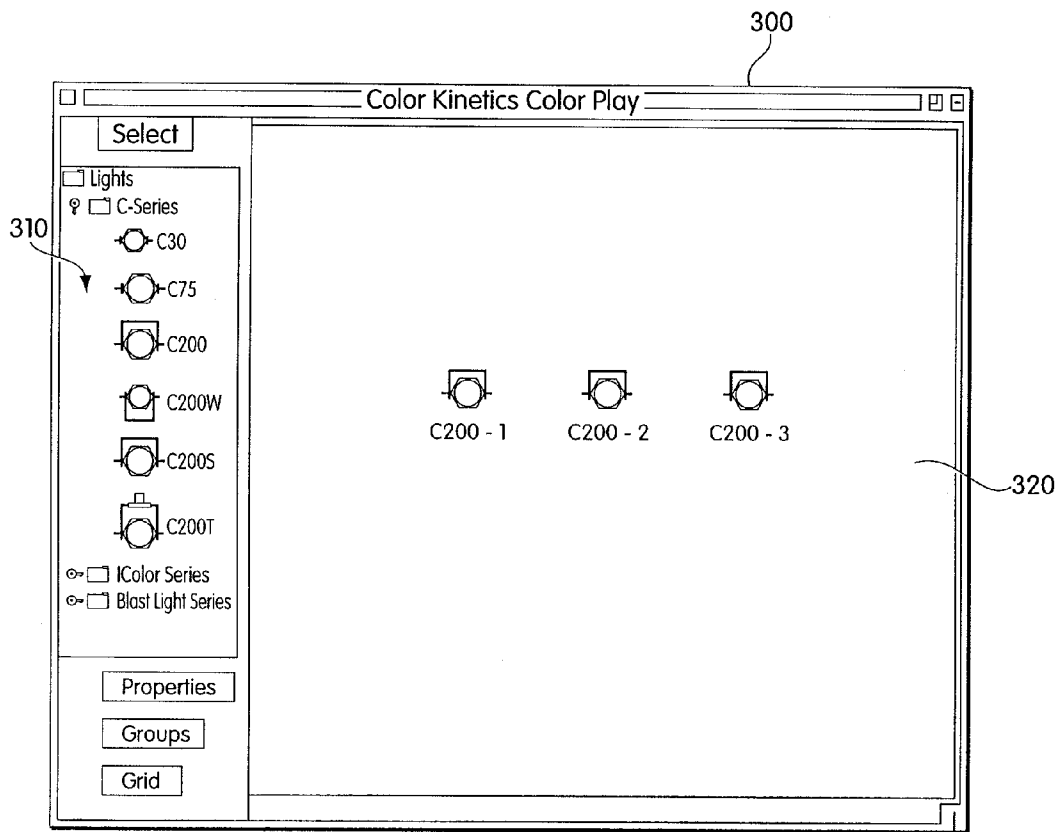 300
Color Kinetics Color Play
Select
Lights
C-Series
310
C30
C75
C200
C200W
C200S
C200T
IColor Series
Blast Light Series
Properties
Groups
Grid
C200 - 1
C200 - 2
C200 - 3
320